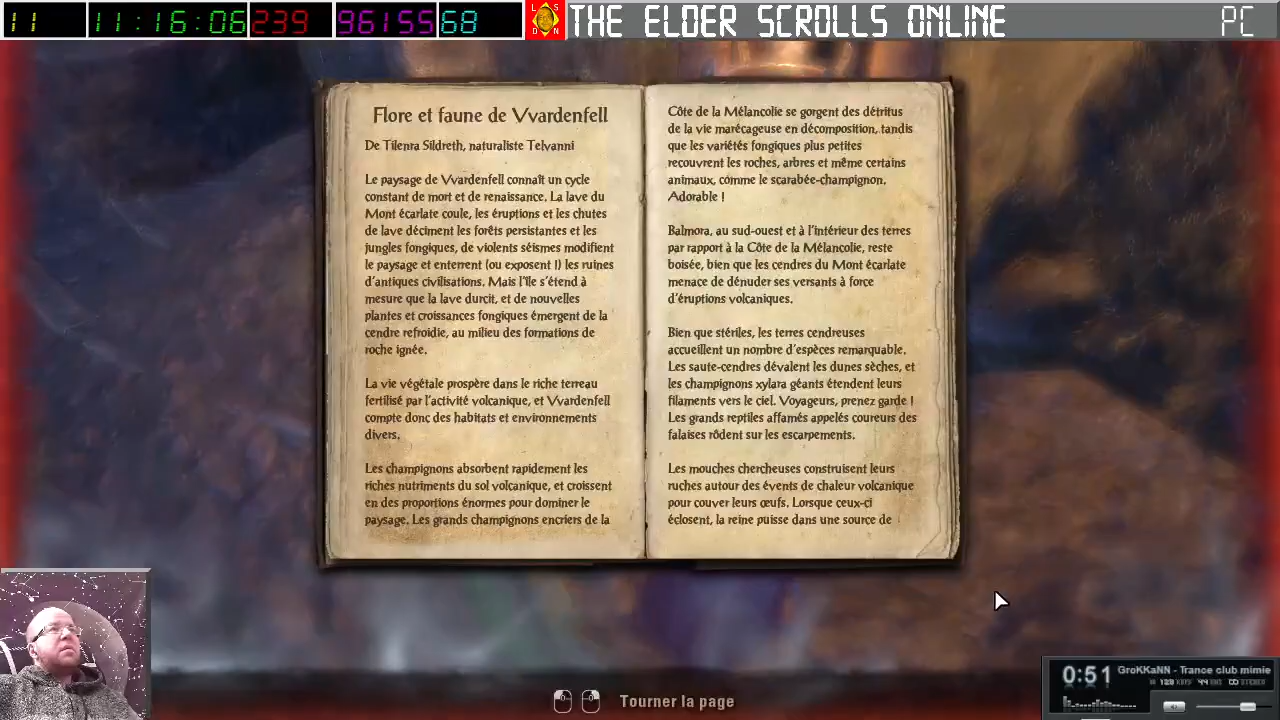 11 11:16:06 239 96155 68 THE ELDER SCROLLS ONLINE PC
Flore et faune de Vvardenfell
De Tilenra Sildreth, naturaliste Telvanni
Le paysage de Vvardenfell connaît un cycle
constant de mort et de renaissance. La lave du
Mont écarlate coule, les éruptions et les chutes
de lave déciment les forêts persistantes et les
jungles fongiques, de violents séismes modifient
le paysage et enterrent (ou exposent !) les ruines
d'antiques civilisations. Mais l'île s'étend à
mesure que la lave durcit, et de nouvelles
plantes et croissances fongiques émergent de la
cendre refroidie, au milieu des formations de
roche ignée.
La vie végétale prospère dans le riche terreau
fertilisé par l'activité volcanique, et Vvardenfell
compte donc des habitats et environnements
divers.
Les champignons absorbent rapidement les
riches nutriments du sol volcanique, et croissent
en des proportions énormes pour dominer le
paysage. Les grands champignons encriers de la
Côte de la Mélancolie se gorgent des détritus
de la vie marécageuse en décomposition, tandis
que les variétés fongiques plus petites
recouvrent les roches, arbres et même certains
animaux, comme le scarabée-champignon.
Adorable !
Balmora, au sud-ouest et à l'intérieur des terres
par rapport à la Côte de la Mélancolie, reste
boisée, bien que les cendres du Mont écarlate
menace de dénuder ses versants à force
d'éruptions volcaniques.
Bien que stériles, les terres cendreuses
accueillent un nombre d'espèces remarquable.
Les saute-cendres dévalent les dunes sèches, et
les champignons xylara géants étendent leurs
filaments vers le ciel. Voyageurs, prenez garde !
Les grands reptiles affamés appelés coureurs des
falaises rôdent sur les escarpements.
Les mouches chercheuses construisent leurs
ruches autour des évents de chaleur volcanique
pour couver leurs œufs. Lorsque ceux-ci
éclosent, la reine puisse dans une source de
Tourner la page
0:51 GroKKaNN - Trance club mimie